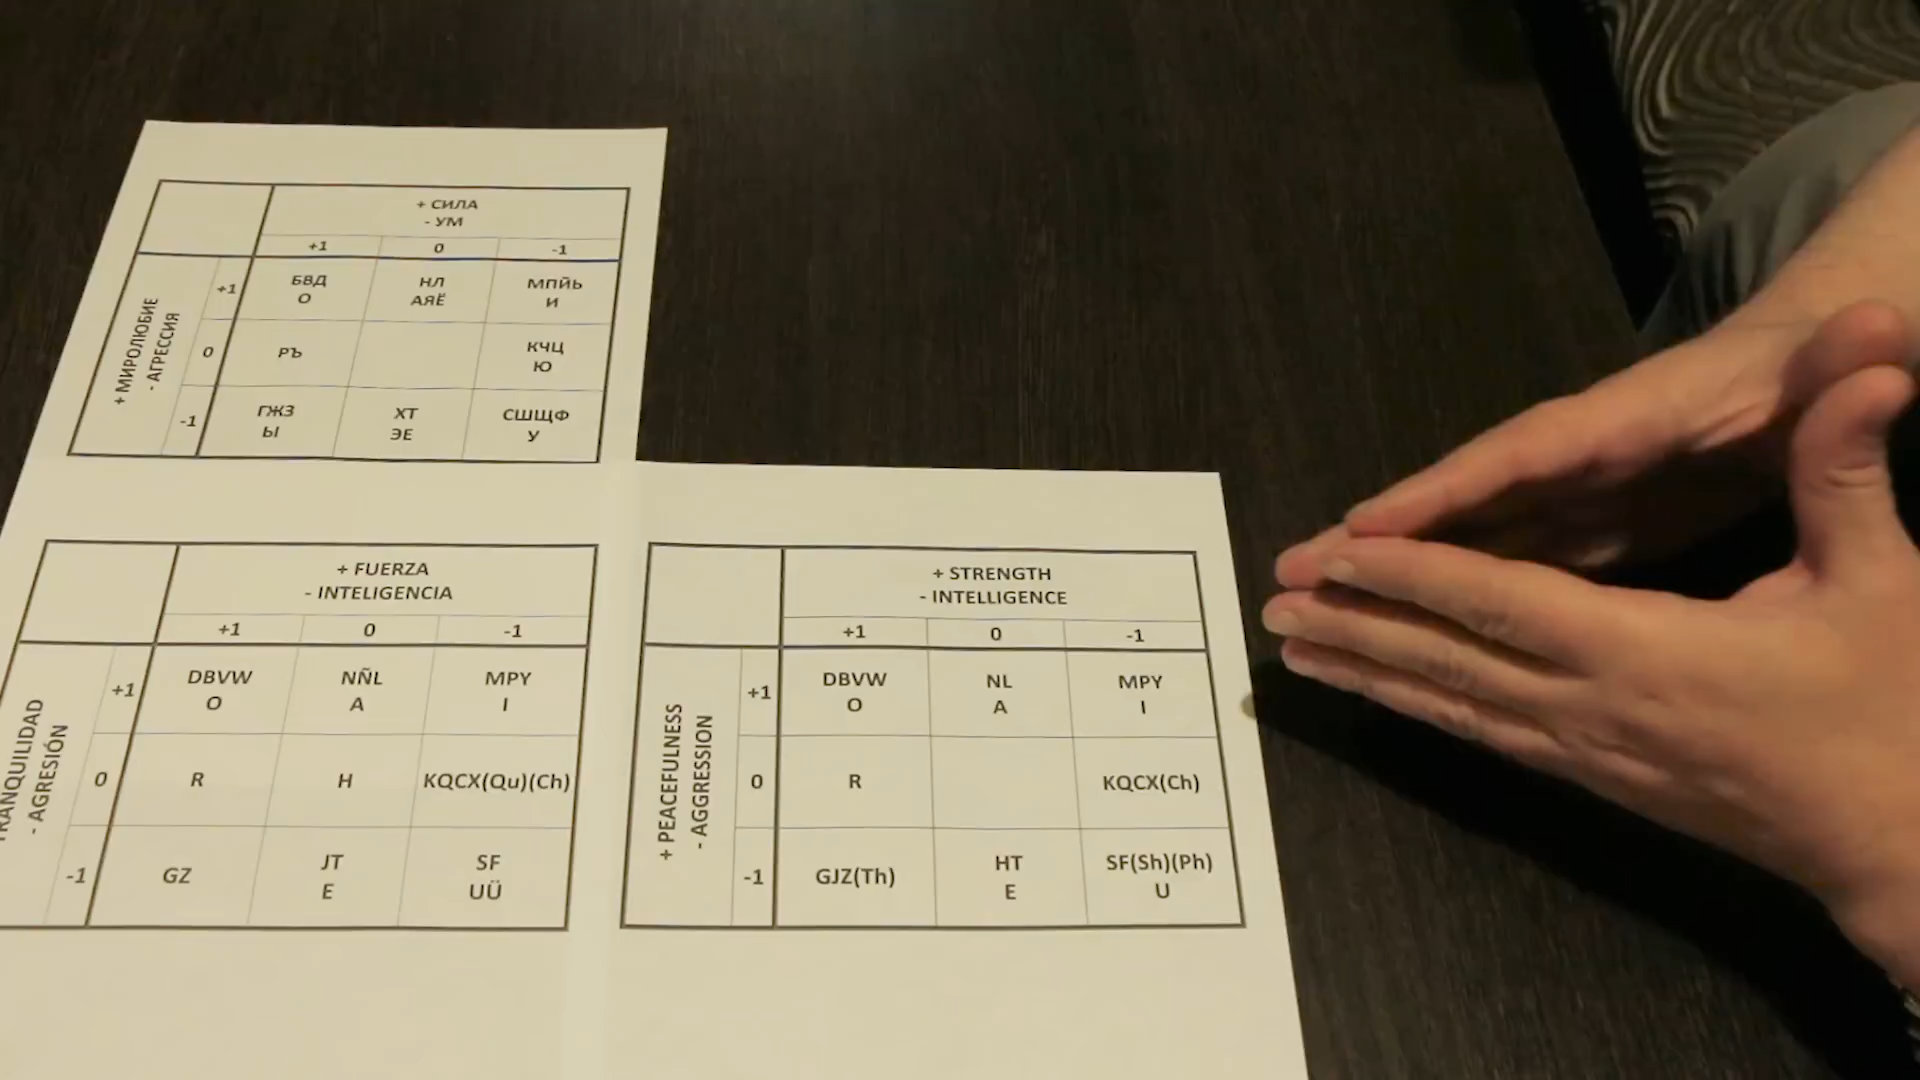 + СИЛА
- УМ
+1 0 -1
+ МИРОЛЮБИЕ
- АГРЕССИЯ
+1 БВД НЛ МПЙЬ
О АЯЁ И
0 РЪ КЧЦ
Ю
-1 ГЖЗ ХТ СШЩФ
Ы ЭЕ У
+ FUERZA
- INTELIGENCIA
+1 0 -1
- AGRESIÓN
+1 DBVW NÑL MPY
O A I
0 R H KQCX(Qu)(Ch)
-1 GZ JT SF
E UÜ
+ STRENGTH
- INTELLIGENCE
+1 0 -1
+ PEACEFULNESS
- AGGRESSION
+1 DBVW NL MPY
O A I
0 R KQCX(Ch)
-1 GJZ(Th) HT SF(Sh)(Ph)
E U